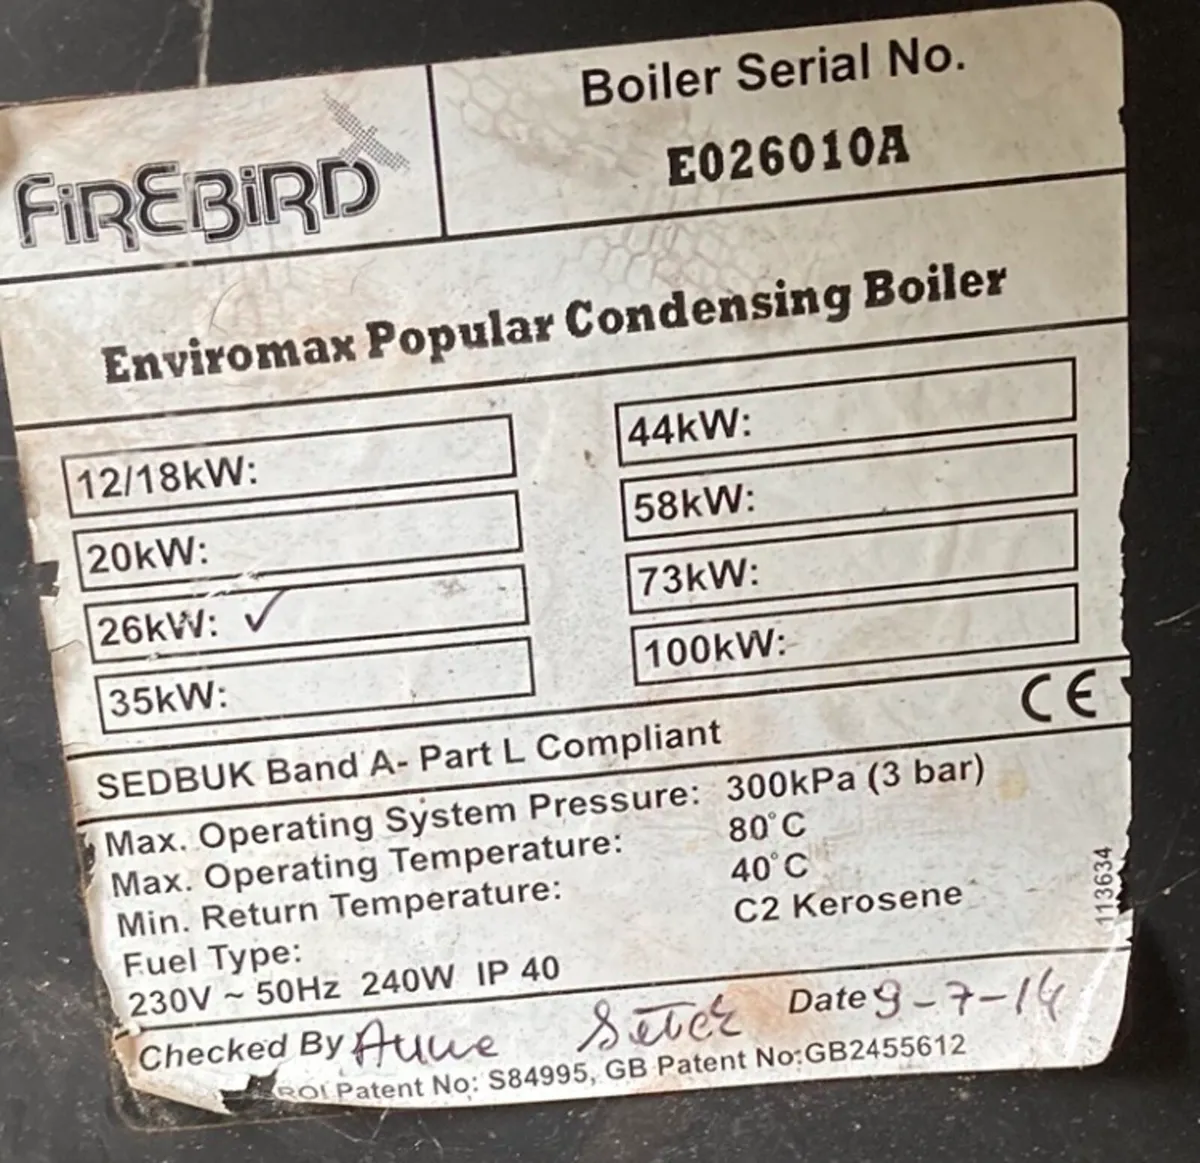 FIREBIRD
Boiler Serial No.
E026010A
Enviromax Popular Condensing Boiler
12/18kW:
20kW:
26kW: ✓
35kW:
44kW:
58kW:
73kW:
100kW:
CE
SEDBUK Band A- Part L Compliant
Max. Operating System Pressure: 300kPa (3 bar)
Max. Operating Temperature: 80°C
Min. Return Temperature: 40°C
Fuel Type: C2 Kerosene
230V ~ 50Hz 240W IP 40
113634
Checked By Date 9-7-14
ROI Patent No: S84995, GB Patent No:GB2455612